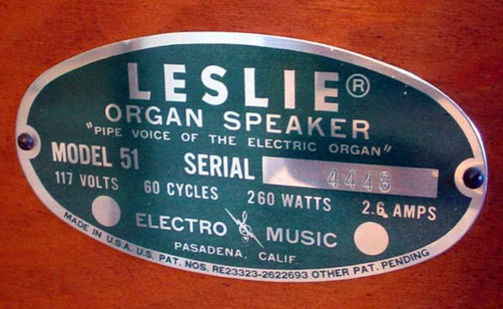 LESLIE®
ORGAN SPEAKER
"PIPE VOICE OF THE ELECTRIC ORGAN"
MODEL 51 SERIAL 4446
117 VOLTS 60 CYCLES 260 WATTS 2.6 AMPS
ELECTRO MUSIC
PASADENA, CALIF.
MADE IN U.S.A. U.S. PAT. NOS. RE23323-2622693 OTHER PAT. PENDING